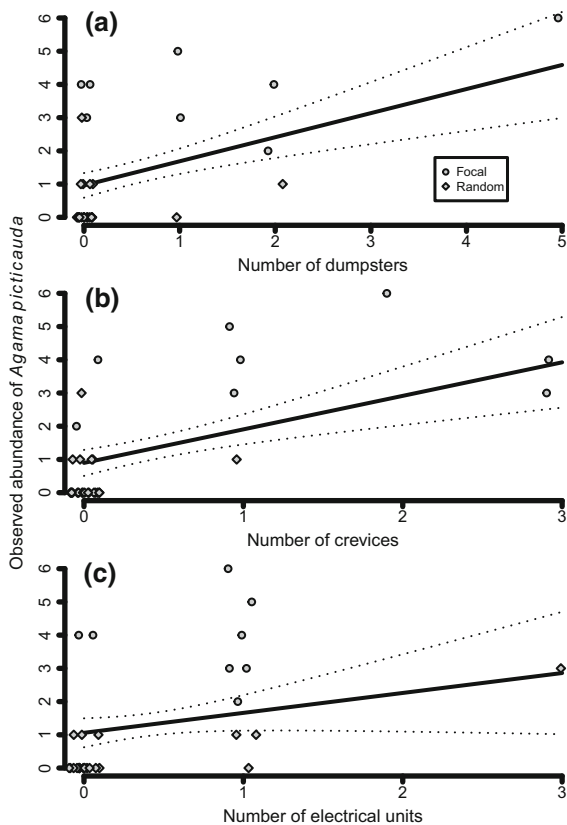 (a)
6
5
4
3
2
1
0
Focal
Random
0 1 2 3 4 5
Number of dumpsters
Observed abundance of Agama picticauda
(b)
6
5
4
3
2
1
0
0 1 2 3
Number of crevices
(c)
6
5
4
3
2
1
0
0 1 2 3
Number of electrical units